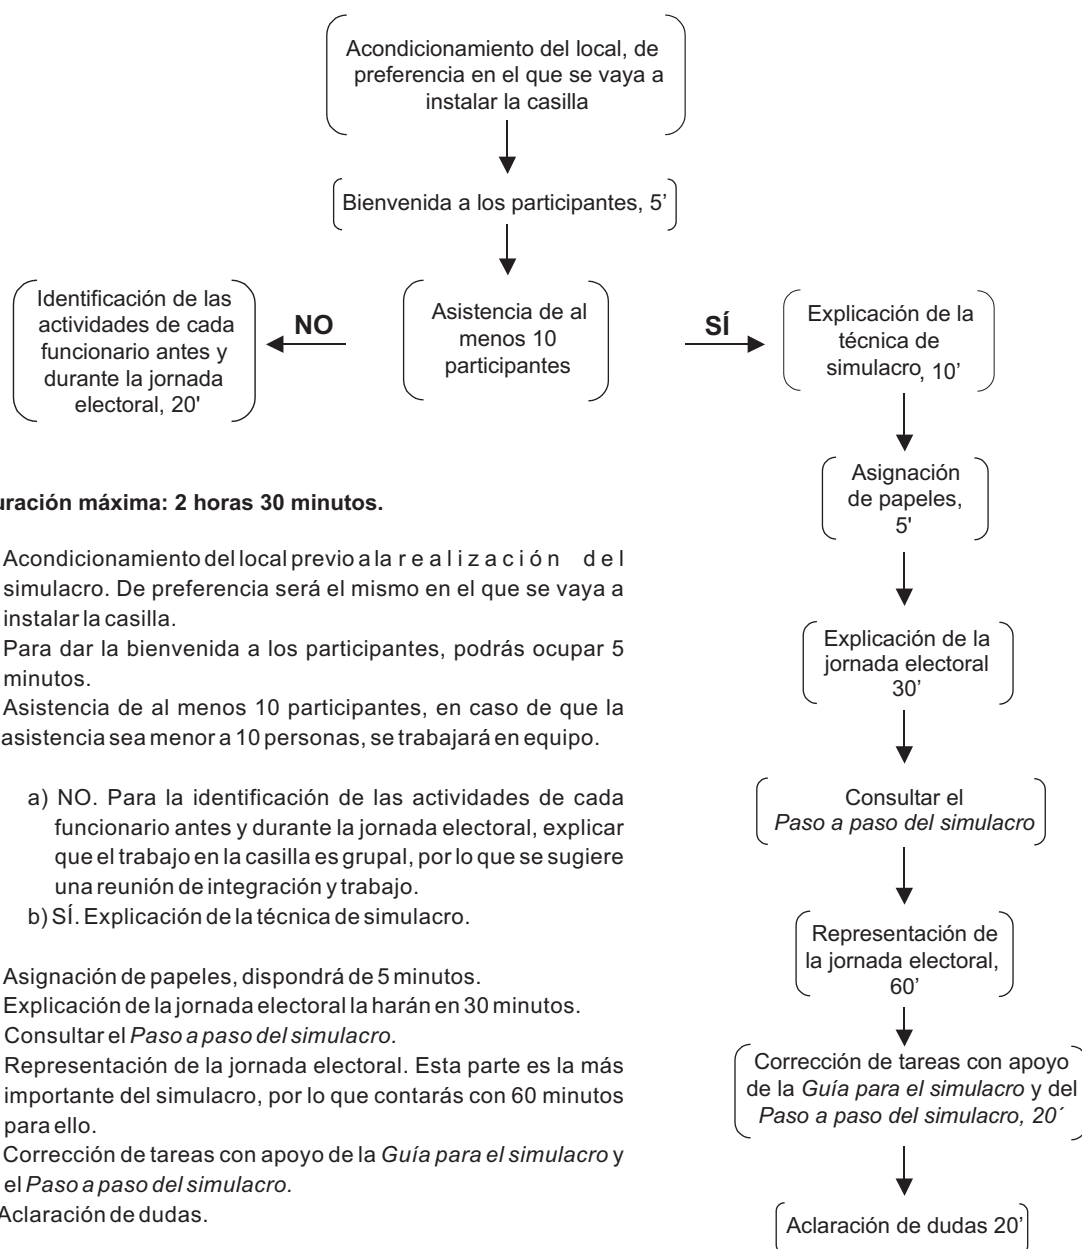 Acondicionamiento del local, de
preferencia en el que se vaya a
instalar la casilla
Bienvenida a los participantes, 5’
Identificación de las
actividades de cada
funcionario antes y
durante la jornada
electoral, 20'
NO
Asistencia de al
menos 10
participantes
SÍ
Explicación de la
técnica de
simulacro, 10’
Asignación
de papeles,
5'
Explicación de la
jornada electoral
30’
Consultar el
Paso a paso del simulacro
Representación de
la jornada electoral,
60’
Corrección de tareas con apoyo
de la Guía para el simulacro y del
Paso a paso del simulacro, 20´
Aclaración de dudas 20’
uración máxima: 2 horas 30 minutos.
Acondicionamiento del local previo a la realización del
simulacro. De preferencia será el mismo en el que se vaya a
instalar la casilla.
Para dar la bienvenida a los participantes, podrás ocupar 5
minutos.
Asistencia de al menos 10 participantes, en caso de que la
asistencia sea menor a 10 personas, se trabajará en equipo.
a) NO. Para la identificación de las actividades de cada
funcionario antes y durante la jornada electoral, explicar
que el trabajo en la casilla es grupal, por lo que se sugiere
una reunión de integración y trabajo.
b) SÍ. Explicación de la técnica de simulacro.
Asignación de papeles, dispondrá de 5 minutos.
Explicación de la jornada electoral la harán en 30 minutos.
Consultar el Paso a paso del simulacro.
Representación de la jornada electoral. Esta parte es la más
importante del simulacro, por lo que contarás con 60 minutos
para ello.
Corrección de tareas con apoyo de la Guía para el simulacro y
el Paso a paso del simulacro.
Aclaración de dudas.